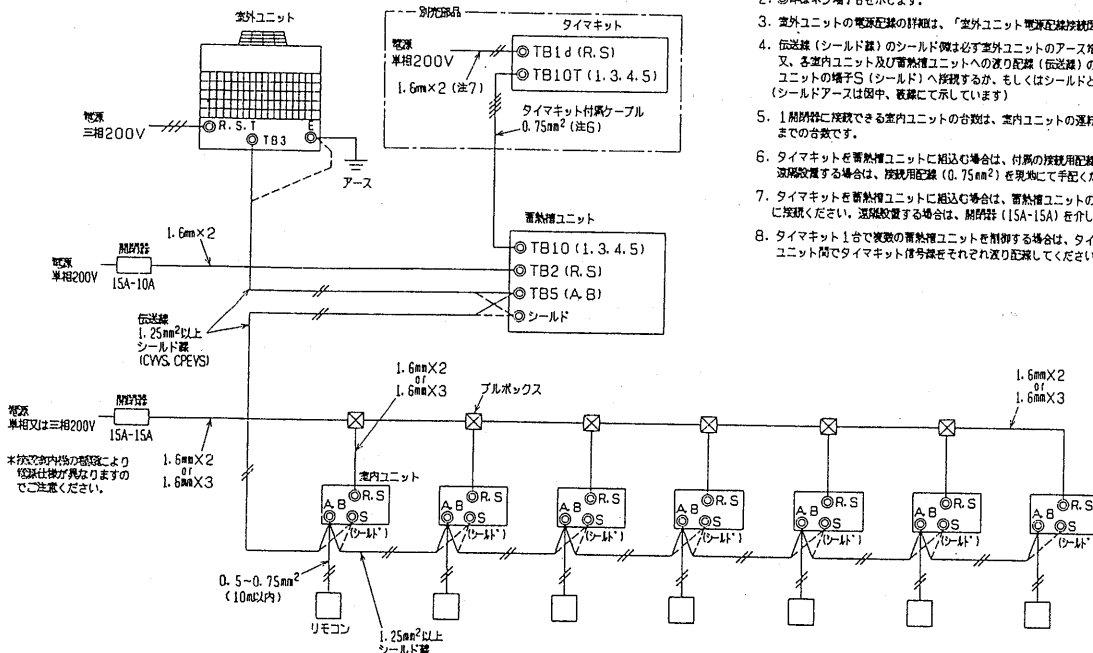 室外ユニット
電源
三相200V
R.S.T
TB3
E
アース
別売部品
電源
単相200V
1.6mm×2 (注7)
タイマキット
TB1d (R.S)
TB10T (1.3.4.5)
タイマキット付属ケーブル
0.75mm² (注6)
蓄熱槽ユニット
TB10 (1.3.4.5)
TB2 (R.S)
TB5 (A.B)
シールド
電源
単相200V
開閉器
15A-10A
1.6mm×2
伝送線
1.25mm²以上
シールド線
(CVVS, CPEVS)
電源
単相又は三相200V
開閉器
15A-15A
1.6mm×2
or
1.6mm×3
により
が異なりますの
でご注意ください。
1.6mm×2
or
1.6mm×3
プルボックス
1.6mm×2
or
1.6mm×3
室内ユニット
R.S
A.B
S
(シールド)
R.S
A.B
S
(シールド)
R.S
A.B
S
(シールド)
R.S
A.B
S
(シールド)
R.S
A.B
S
(シールド)
R.S
A.B
S
(シールド)
R.S
A.B
S
(シールド
0.5~0.75mm²
(10m以内)
リモコン
1.25mm²以上
シールド線
3. 室外ユニットの電源配線の詳細は、「室外ユニット電源配線接続図
4. 伝送線(シールド線)のシールド側は必ず室外ユニットのアース端
又、各室内ユニット及び蓄熱槽ユニットへの渡り配線(伝送線)の
ユニットの端子S(シールド)へ接続するか、もしくはシールドと
(シールドアースは図中、破線にて示しています)
5. 1開閉器に接続できる室内ユニットの台数は、室内ユニットの運転
までの台数です。
6. タイマキットを蓄熱槽ユニットに組込む場合は、付属の接続用配線
遠隔設置する場合は、接続用配線(0.75mm²)を現地にて手配くだ
7. タイマキットを蓄熱槽ユニットに組込む場合は、蓄熱槽ユニットの
に接続ください。遠隔設置する場合は、開閉器(15A-15A)を介し
8. タイマキット1台で複数の蓄熱槽ユニットを制御する場合は、タイ
ユニット間でタイマキット信号線をそれぞれ渡り配線してください